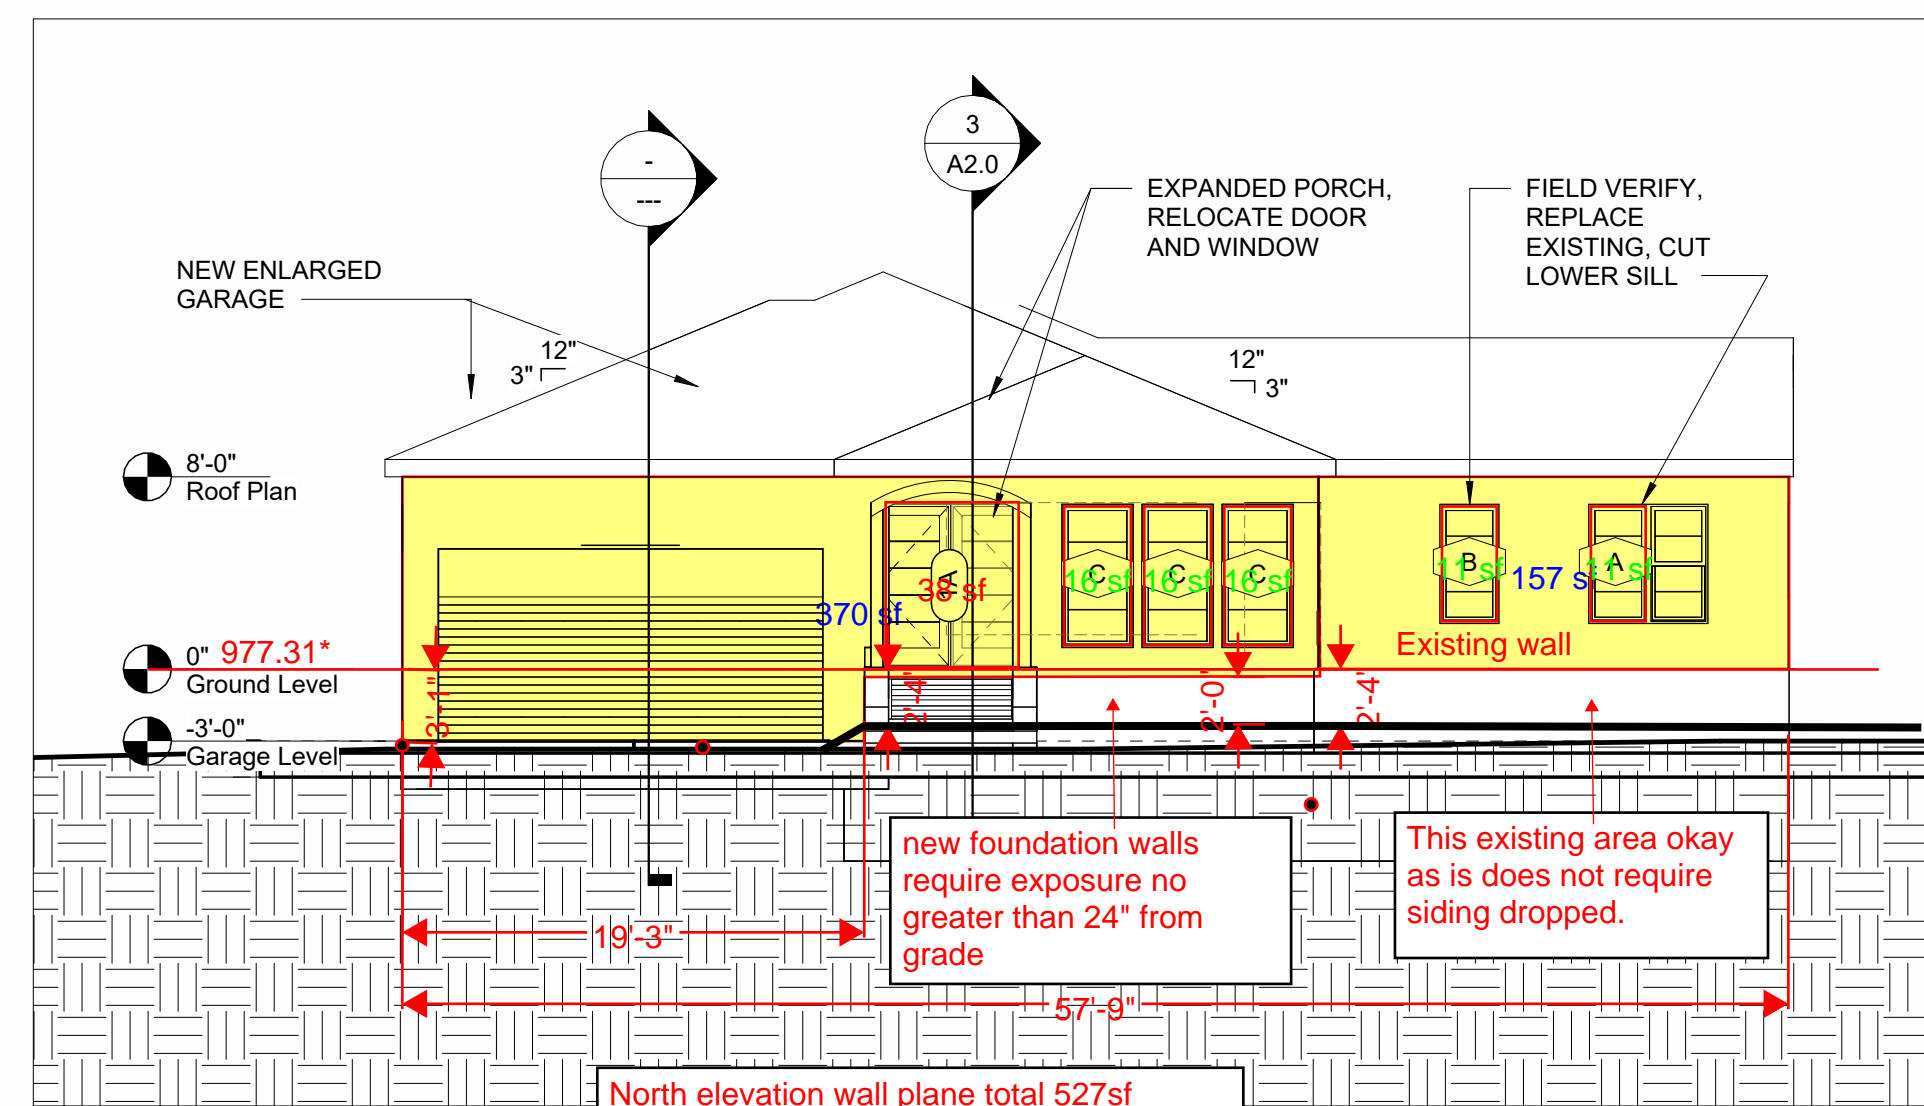 3
A2.0
-
---
EXPANDED PORCH,
RELOCATE DOOR
AND WINDOW
FIELD VERIFY,
REPLACE
EXISTING, CUT
LOWER SILL
NEW ENLARGED
GARAGE
12"
3"
12"
3"
8'-0"
Roof Plan
A
38 sf
370 sf
C
16 sf
C
16 sf
C
16 sf
B
11 sf
157 sf
A
11 sf
Existing wall
0" 977.31*
Ground Level
3'-1"
2'-4"
2'-0"
2'-4"
-3'-0"
Garage Level
new foundation walls
require exposure no
greater than 24" from
grade
This existing area okay
as is does not require
siding dropped.
19'-3"
57'-9"
North elevation wall plane total 527sf